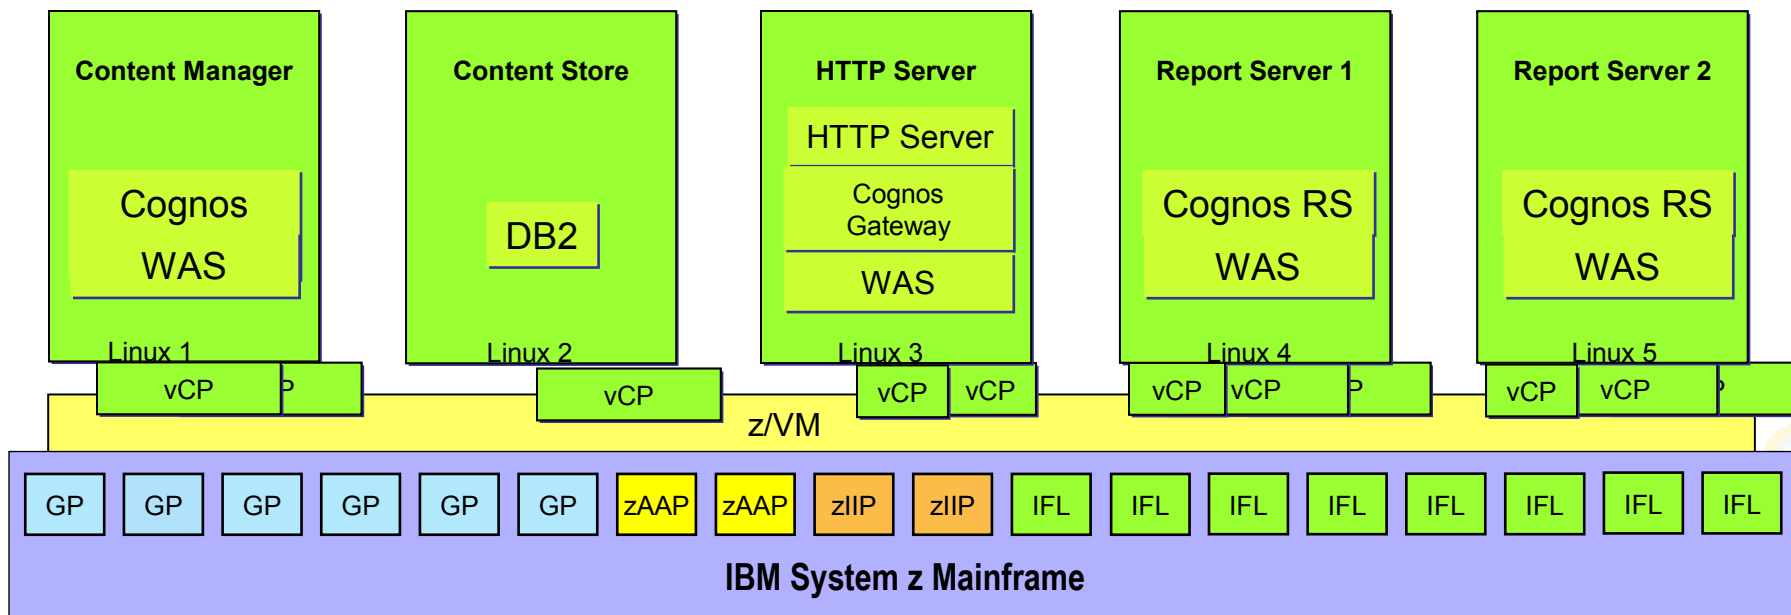 Content Manager
Content Store
HTTP Server
Report Server 1
Report Server 2
Cognos
WAS
DB2
HTTP Server
Cognos
Gateway
WAS
Cognos RS
WAS
Cognos RS
WAS
Linux 1
Linux 2
Linux 3
Linux 4
Linux 5
vCP
P
vCP
vCP
vCP
vCP
vCP
P
vCP
vCP
z/VM
GP
GP
GP
GP
GP
GP
zAAP
zAAP
zIIP
zIIP
IFL
IFL
IFL
IFL
IFL
IFL
IFL
IFL
IBM System z Mainframe